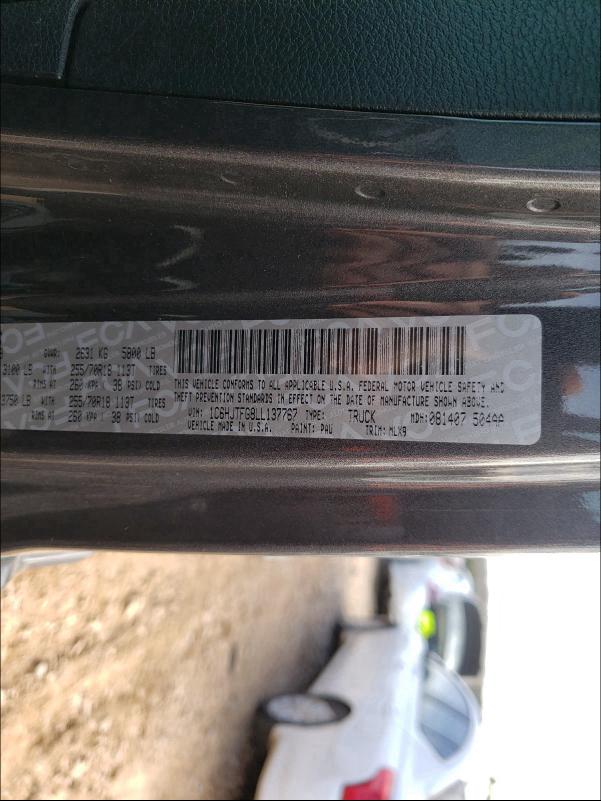 GVWR: 2631 KG 5800 LB
3100 LB WITH 255/70R18 113T TIRES
RIMS AT 260 KPA / 38 PSI COLD
3750 LB WITH 255/70R18 113T TIRES
RIMS AT 260 KPA / 38 PSI COLD
THIS VEHICLE CONFORMS TO ALL APPLICABLE U.S.A. FEDERAL MOTOR VEHICLE SAFETY AND
THEFT PREVENTION STANDARDS IN EFFECT ON THE DATE OF MANUFACTURE SHOWN ABOVE.
VIN: 1C6HJTFG8LL137767 TYPE: TRUCK MDH: 081407 504AA
VEHICLE MADE IN U.S.A. PAINT: PAU TRIM: MLX9